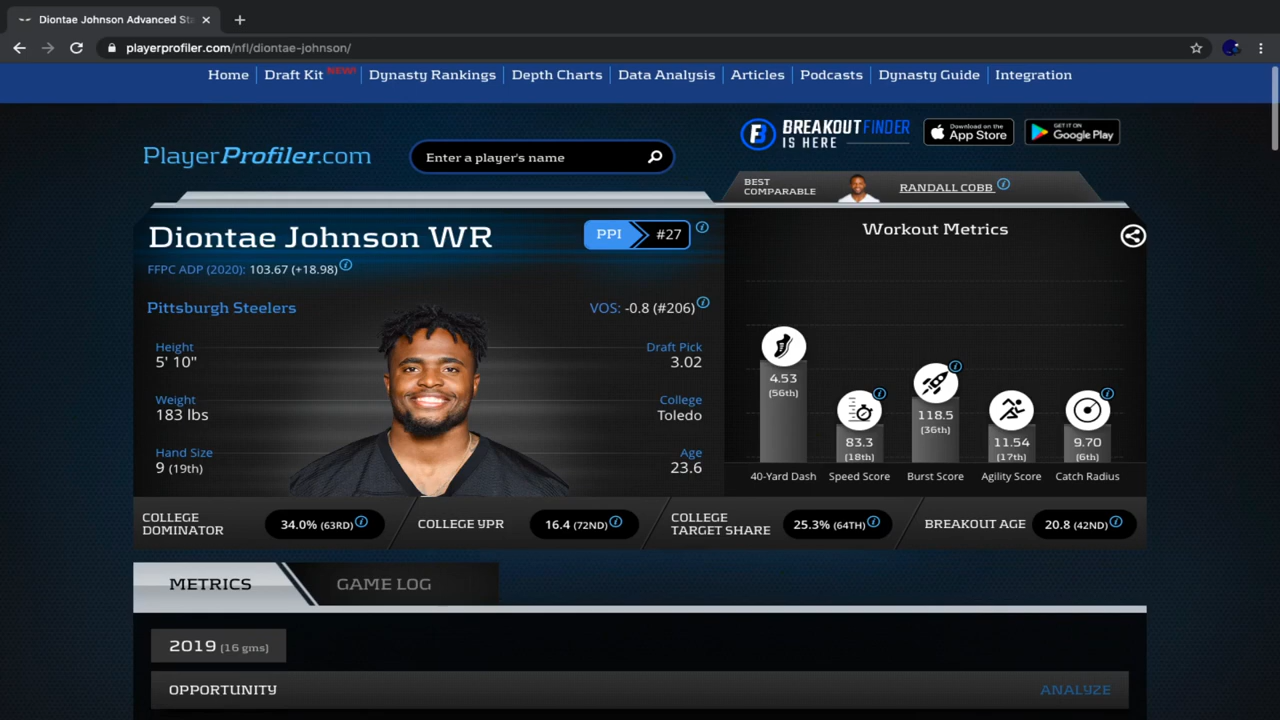 Diontae Johnson Advanced St
playerprofiler.com/nfl/diontae-johnson/
Home
Draft Kit NEW!
Dynasty Rankings
Depth Charts
Data Analysis
Articles
Podcasts
Dynasty Guide
Integration
PlayerProfiler.com
Enter a player's name
BREAKOUT FINDER
IS HERE
Download on the
App Store
GET IT ON
Google Play
BEST
COMPARABLE
RANDALL COBB
Diontae Johnson WR
PPI
#27
FFPC ADP (2020): 103.67 (+18.98)
Pittsburgh Steelers
VOS: -0.8 (#206)
Height
5' 10"
Weight
183 lbs
Hand Size
9 (19th)
Draft Pick
3.02
College
Toledo
Age
23.6
Workout Metrics
4.53
(56th)
40-Yard Dash
83.3
(18th)
Speed Score
118.5
(36th)
Burst Score
11.54
(17th)
Agility Score
9.70
(6th)
Catch Radius
COLLEGE
DOMINATOR
34.0% (63RD)
COLLEGE YPR
16.4 (72ND)
COLLEGE
TARGET SHARE
25.3% (64TH)
BREAKOUT AGE
20.8 (42ND)
METRICS
GAME LOG
2019 (16 gms)
OPPORTUNITY
ANALYZE